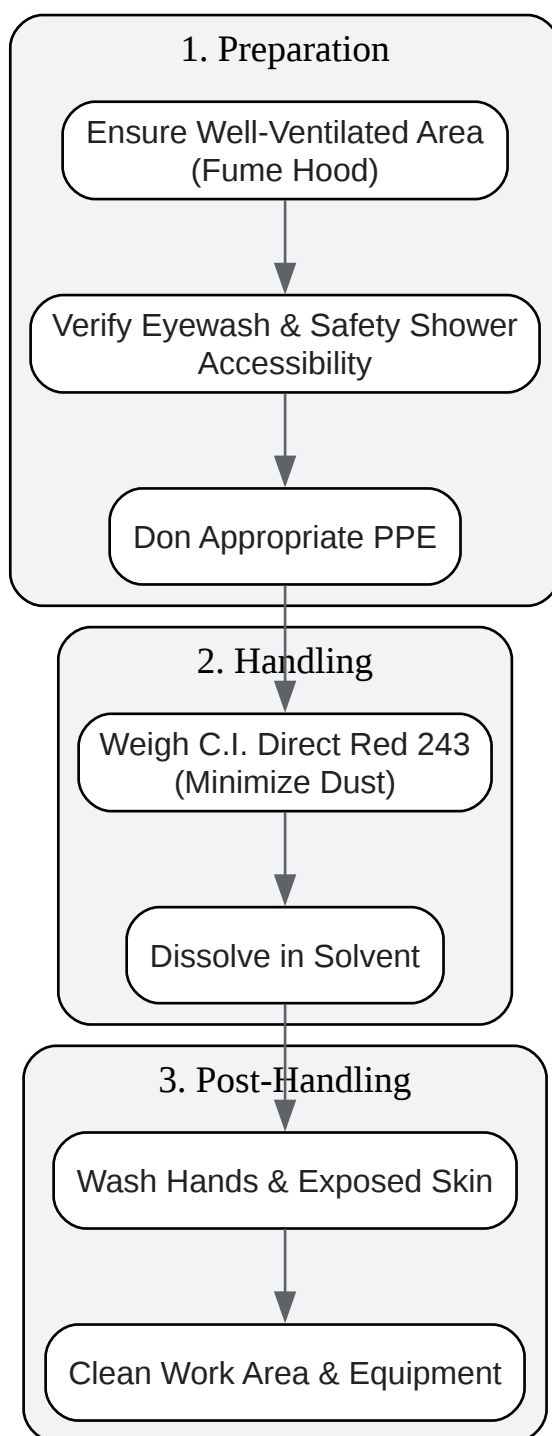 1. Preparation
Ensure Well-Ventilated Area
(Fume Hood)
Verify Eyewash & Safety Shower
Accessibility
Don Appropriate PPE
2. Handling
Weigh C.I. Direct Red 243
(Minimize Dust)
Dissolve in Solvent
3. Post-Handling
Wash Hands & Exposed Skin
Clean Work Area & Equipment